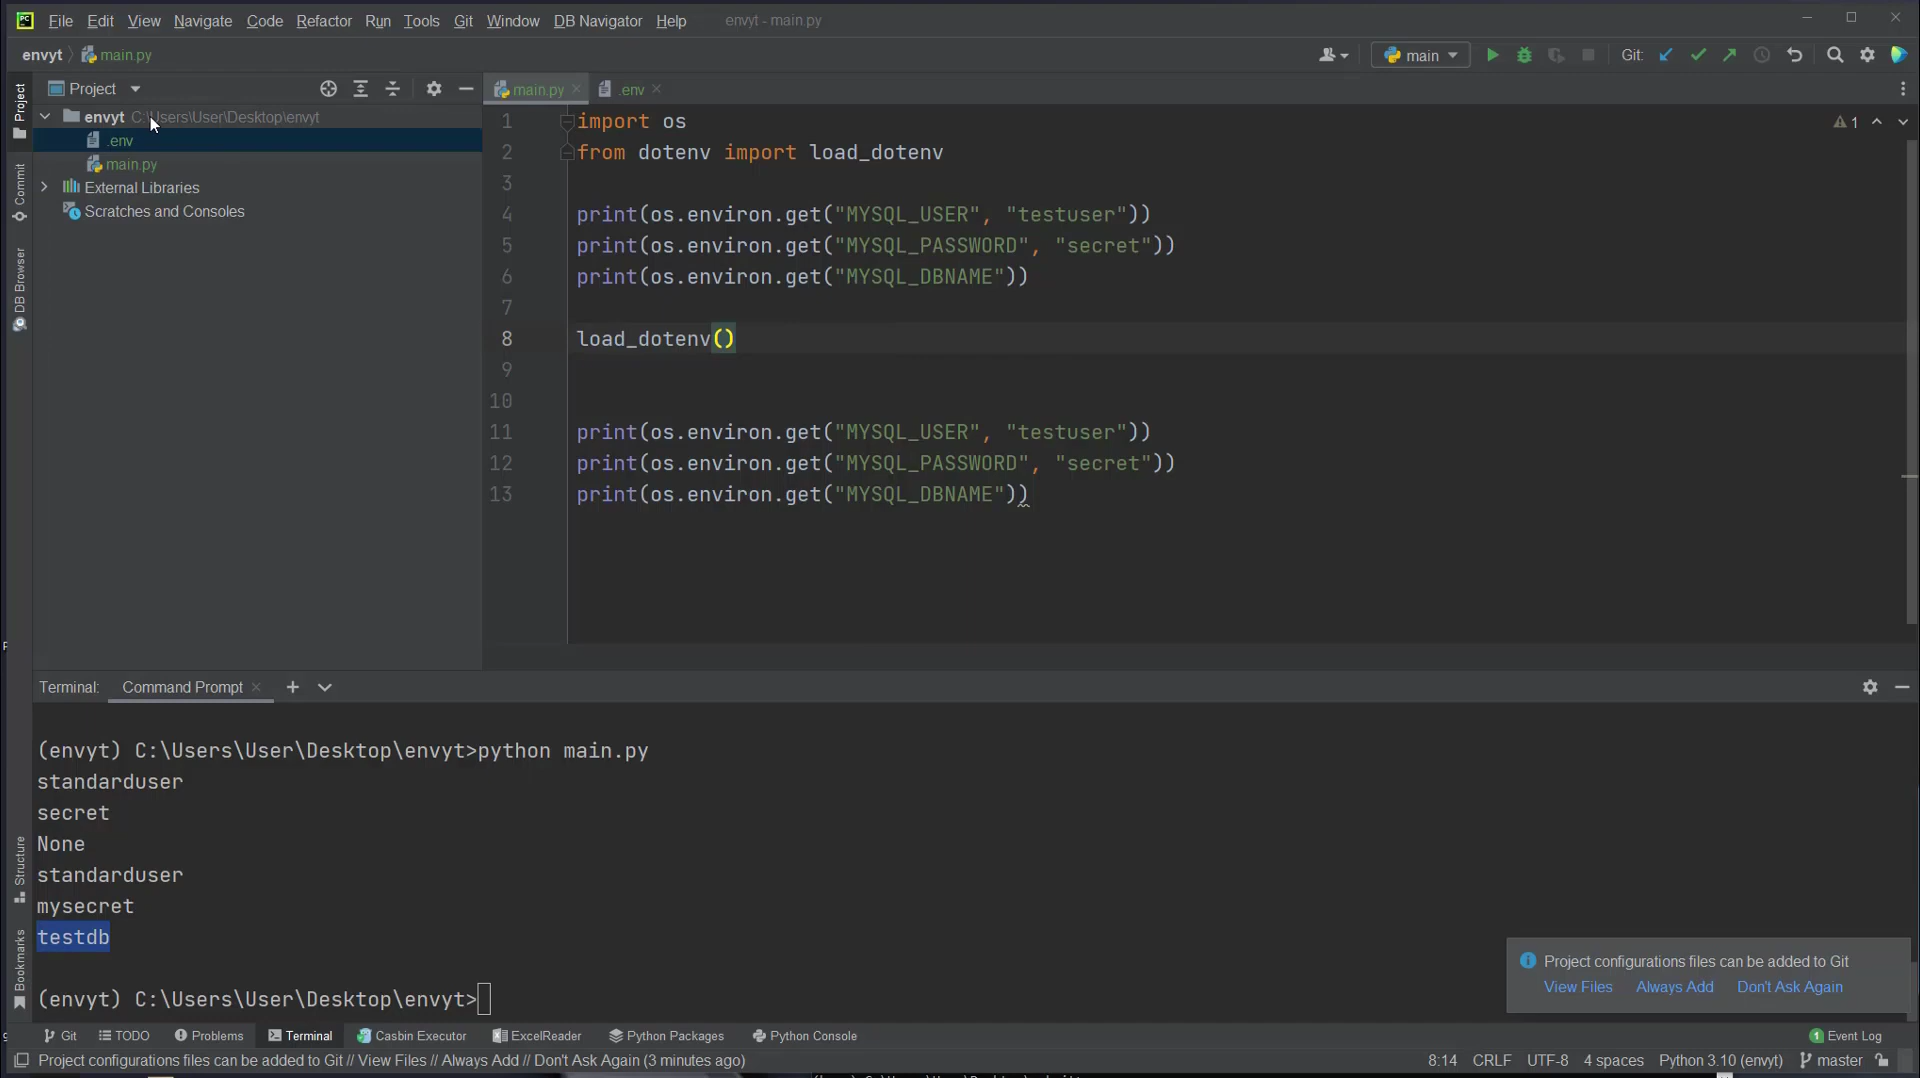 File Edit View Navigate Code Refactor Run Tools Git Window DB Navigator Help envyt - main.py
envyt main.py main Git:
Project
main.py
.env
envyt C:\Users\User\Desktop\envyt
.env
main.py
External Libraries
Scratches and Consoles
Project
Commit
DB Browser
Structure
Bookmarks
1 import os
2 from dotenv import load_dotenv
3
4 print(os.environ.get("MYSQL_USER", "testuser"))
5 print(os.environ.get("MYSQL_PASSWORD", "secret"))
6 print(os.environ.get("MYSQL_DBNAME"))
7
8 load_dotenv()
9
10
11 print(os.environ.get("MYSQL_USER", "testuser"))
12 print(os.environ.get("MYSQL_PASSWORD", "secret"))
13 print(os.environ.get("MYSQL_DBNAME"))
1
Terminal: Command Prompt
(envyt) C:\Users\User\Desktop\envyt>python main.py
standarduser
secret
None
standarduser
mysecret
testdb
(envyt) C:\Users\User\Desktop\envyt>
Project configurations files can be added to Git
View Files Always Add Don't Ask Again
Git TODO Problems Terminal Casbin Executor ExcelReader Python Packages Python Console 1 Event Log
Project configurations files can be added to Git // View Files // Always Add // Don't Ask Again (3 minutes ago) 8:14 CRLF UTF-8 4 spaces Python 3.10 (envyt) master